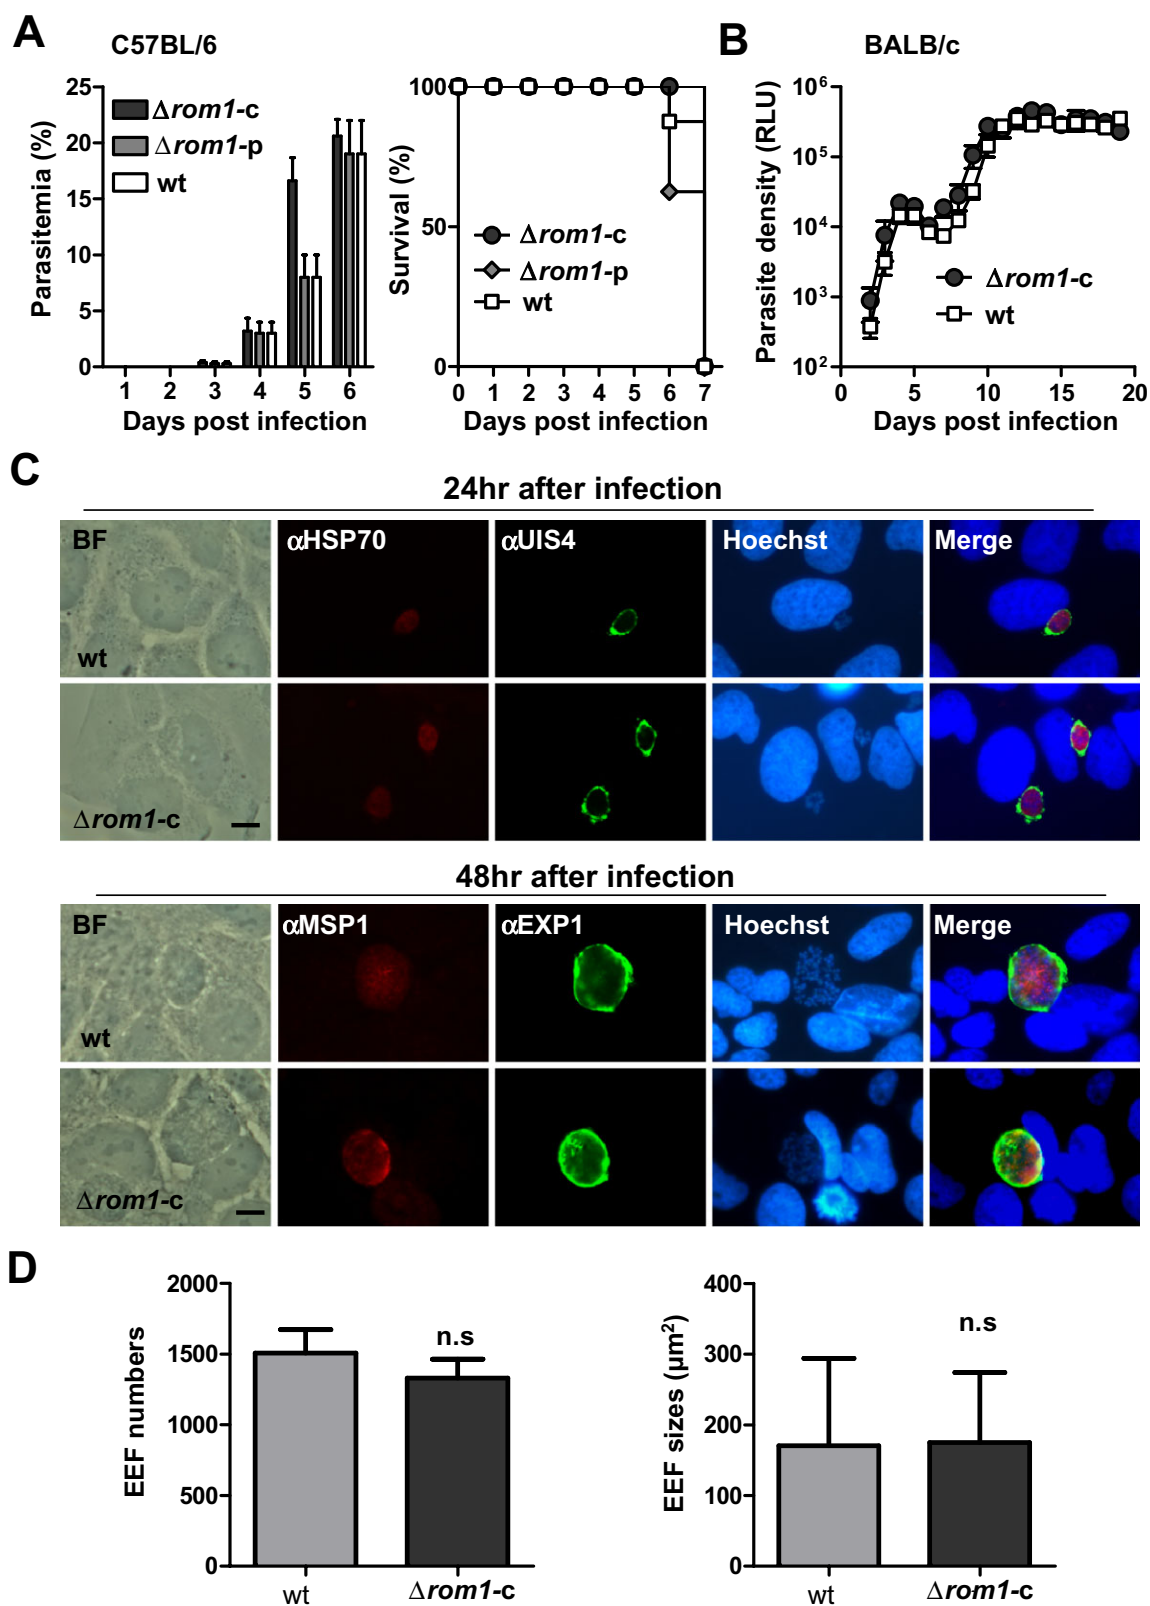 A
C57BL/6
25
20
15
10
5
0
Parasitemia (%)
Δrom1-c
Δrom1-p
wt
1 2 3 4 5 6
Days post infection
100
50
0
Survival (%)
Δrom1-c
Δrom1-p
wt
0 1 2 3 4 5 6 7
Days post infection
B
BALB/c
10⁶
10⁵
10⁴
10³
10²
Parasite density (RLU)
Δrom1-c
wt
0 5 10 15 20
Days post infection
C
24hr after infection
BF αHSP70 αUIS4 Hoechst Merge
wt
Δrom1-c
48hr after infection
BF αMSP1 αEXP1 Hoechst Merge
wt
Δrom1-c
D
2000
1500
1000
500
0
EEF numbers
n.s
wt Δrom1-c
400
300
200
100
0
EEF sizes (µm²)
n.s
wt Δrom1-c